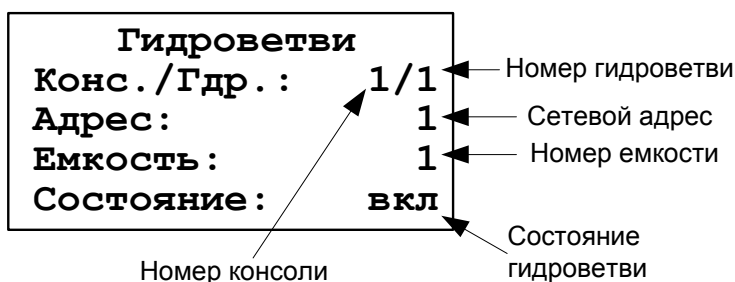 Гидроветви
Конс./Гдр.: 1/1
Адрес: 1
Емкость: 1
Состояние: вкл
Номер гидроветви
Сетевой адрес
Номер емкости
Состояние
гидроветви
Номер консоли